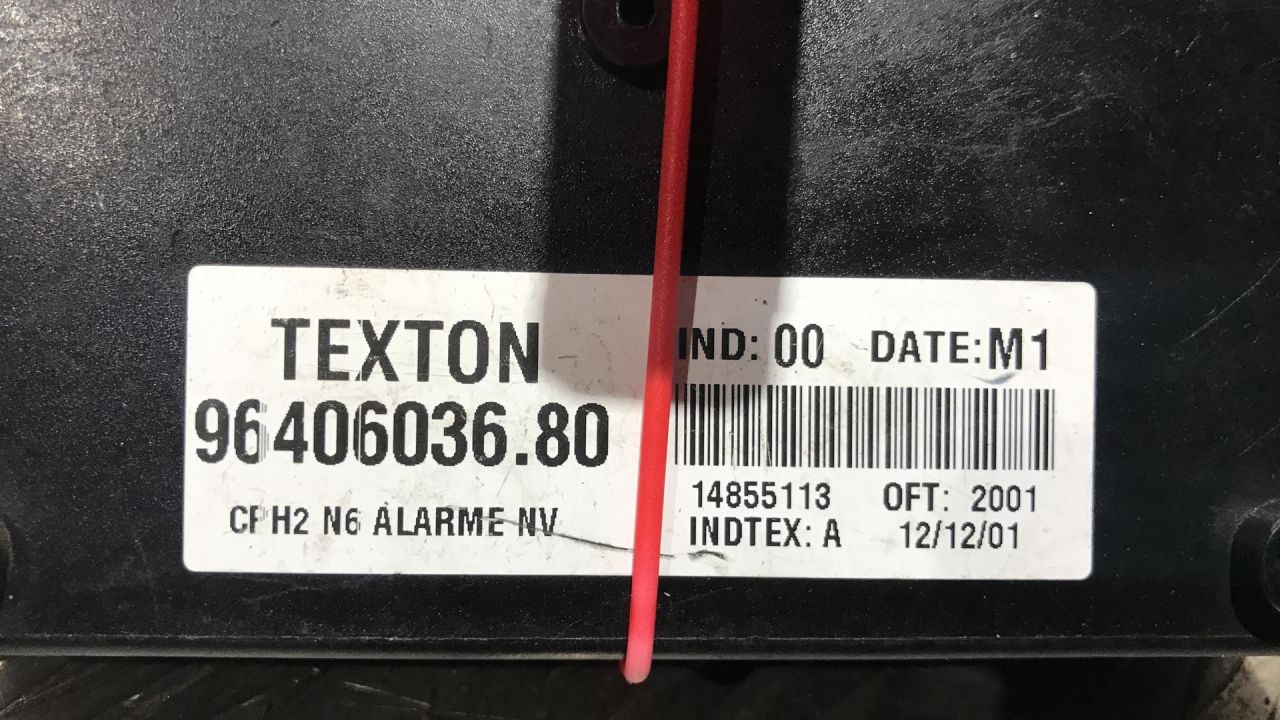 TEXTON
96406036.80
H2 N6 ALARME NV
IND: 00 DATE: M1
14855113 OFT: 2001
INDTEX: A 12/12/01